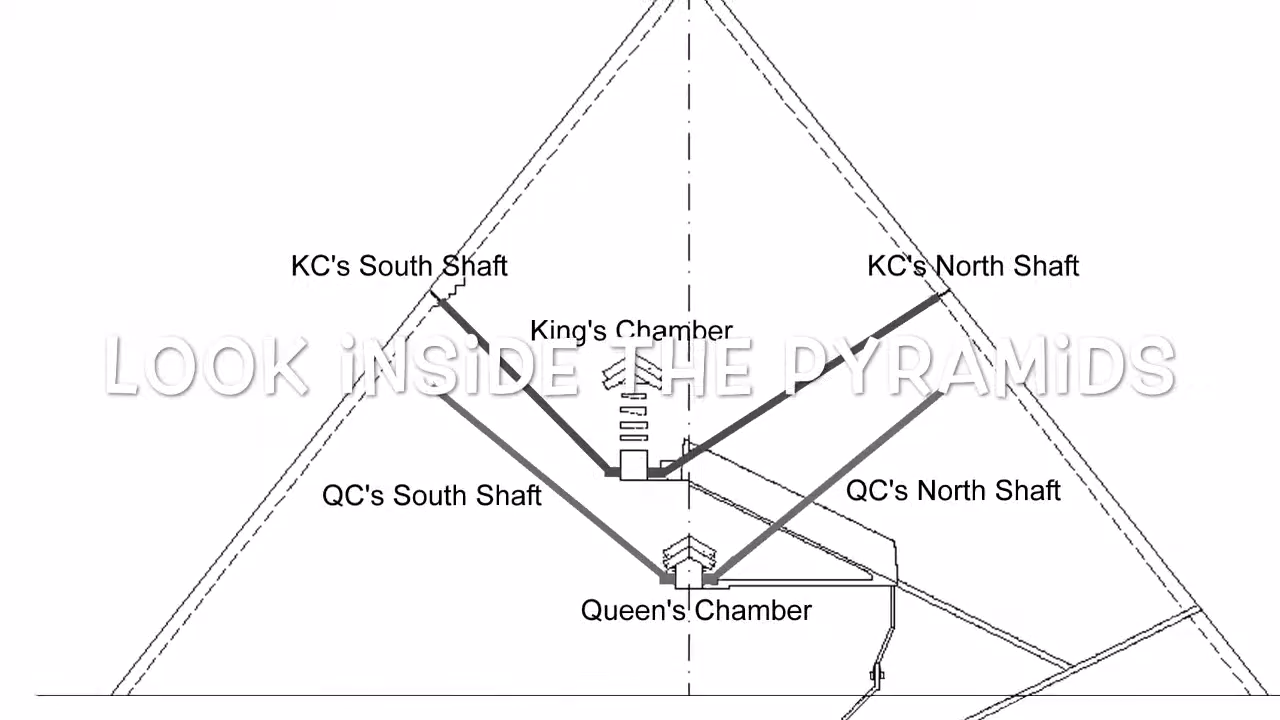 KC's South Shaft
KC's North Shaft
King's Chamber
LOOK iNSiDE THE PYRAMiDS
QC's South Shaft
QC's North Shaft
Queen's Chamber